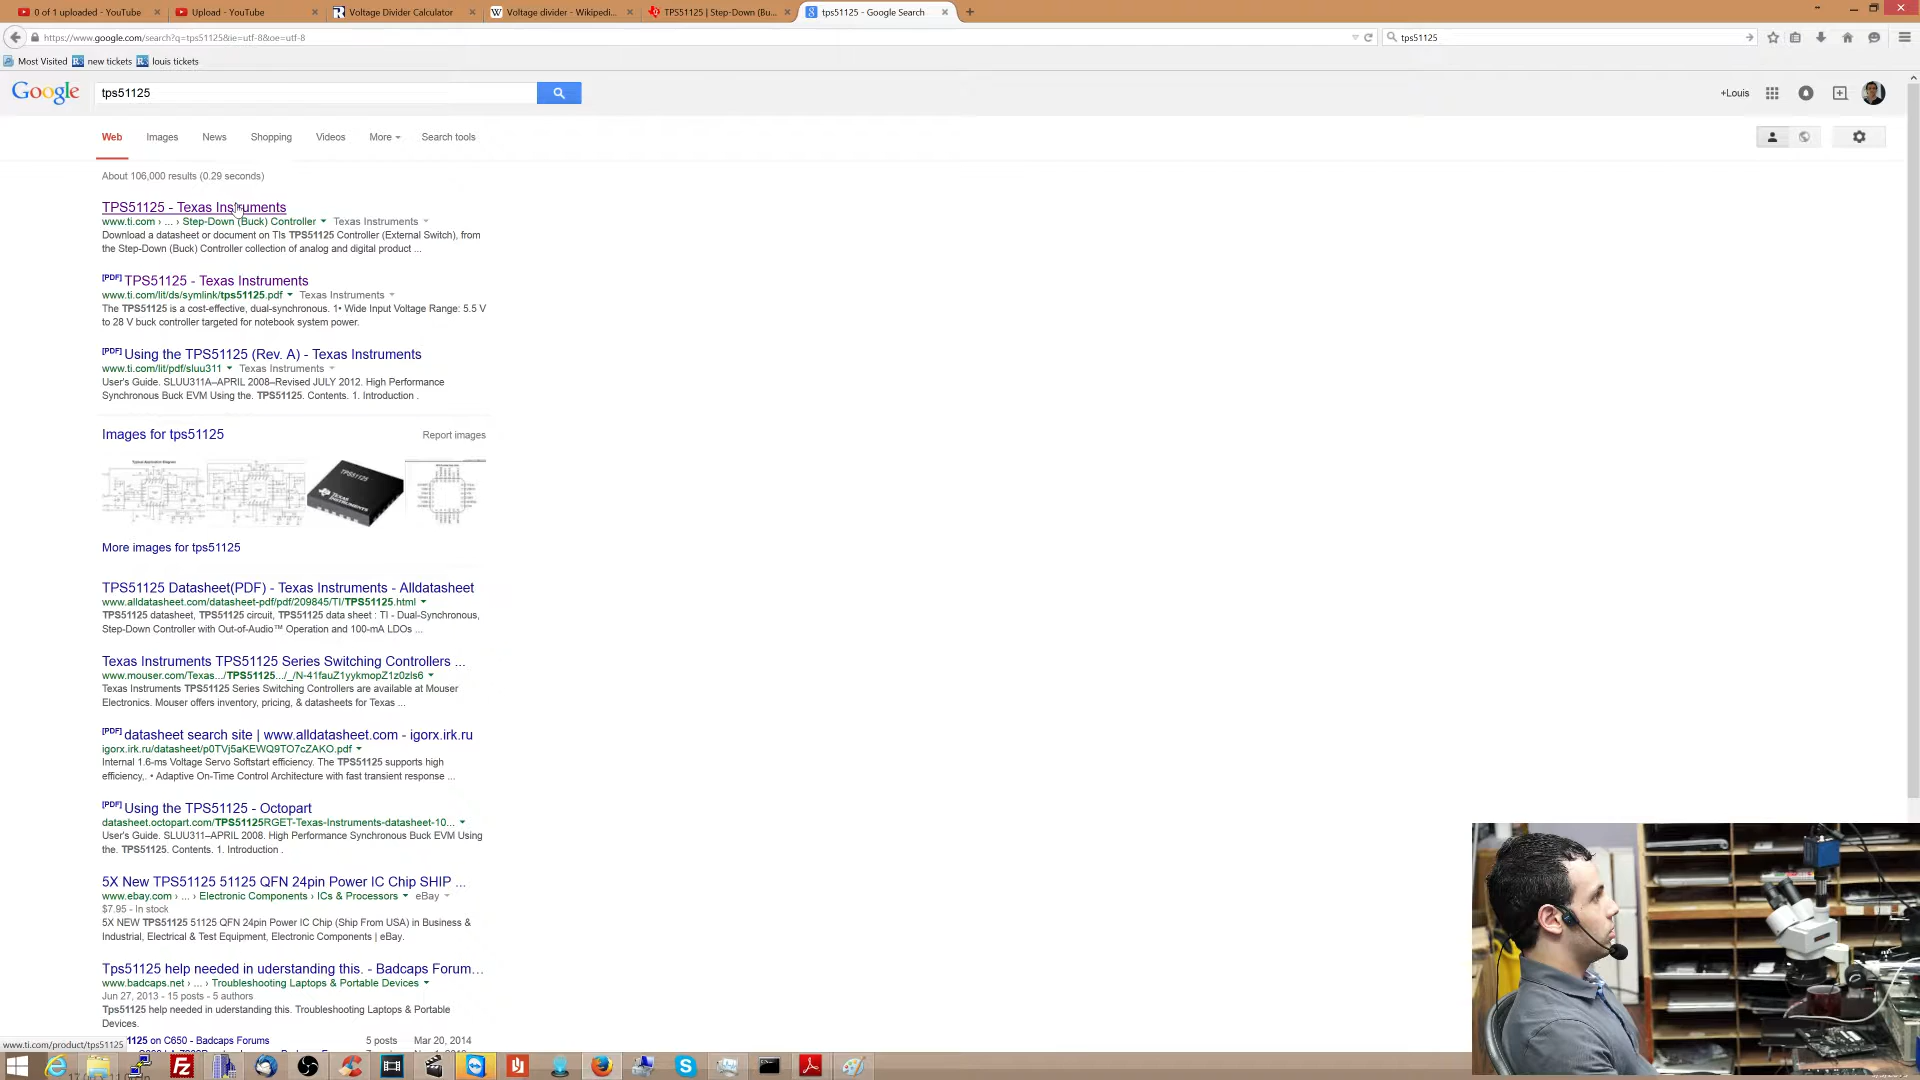 0 of 1 uploaded - YouTube
Upload - YouTube
Voltage Divider Calculator
Voltage divider - Wikipedi...
TPS51125 | Step-Down (Bu...
tps51125 - Google Search
https://www.google.com/search?q=tps51125&ie=utf-8&oe=utf-8
tps51125
Most Visited
new tickets
louis tickets
Google
tps51125
+Louis
Web
Images
News
Shopping
Videos
More
Search tools
About 106,000 results (0.29 seconds)
TPS51125 - Texas Instruments
www.ti.com › ... › Step-Down (Buck) Controller Texas Instruments
Download a datasheet or document on TIs TPS51125 Controller (External Switch), from
the Step-Down (Buck) Controller collection of analog and digital product ...
[PDF] TPS51125 - Texas Instruments
www.ti.com/lit/ds/symlink/tps51125.pdf Texas Instruments
The TPS51125 is a cost-effective, dual-synchronous. 1• Wide Input Voltage Range: 5.5 V
to 28 V buck controller targeted for notebook system power.
[PDF] Using the TPS51125 (Rev. A) - Texas Instruments
www.ti.com/lit/pdf/sluu311 Texas Instruments
User's Guide. SLUU311A–APRIL 2008–Revised JULY 2012. High Performance
Synchronous Buck EVM Using the. TPS51125. Contents. 1. Introduction .
Images for tps51125
Report images
TPS51125
TEXAS INSTRUMENTS
More images for tps51125
TPS51125 Datasheet(PDF) - Texas Instruments - Alldatasheet
www.alldatasheet.com/datasheet-pdf/pdf/209845/TI/TPS51125.html
TPS51125 datasheet, TPS51125 circuit, TPS51125 data sheet : TI - Dual-Synchronous,
Step-Down Controller with Out-of-Audio™ Operation and 100-mA LDOs ...
Texas Instruments TPS51125 Series Switching Controllers ...
www.mouser.com/Texas.../TPS51125.../_/N-41fauZ1yykmopZ1z0zls6
Texas Instruments TPS51125 Series Switching Controllers are available at Mouser
Electronics. Mouser offers inventory, pricing, & datasheets for Texas ...
[PDF] datasheet search site | www.alldatasheet.com - igorx.irk.ru
igorx.irk.ru/datasheet/p0TVj5aKEWQ9TO7cZAKO.pdf
Internal 1.6-ms Voltage Servo Softstart efficiency. The TPS51125 supports high
efficiency,. • Adaptive On-Time Control Architecture with fast transient response ...
[PDF] Using the TPS51125 - Octopart
datasheet.octopart.com/TPS51125RGET-Texas-Instruments-datasheet-10...
User's Guide. SLUU311–APRIL 2008. High Performance Synchronous Buck EVM Using
the. TPS51125. Contents. 1. Introduction .
5X New TPS51125 51125 QFN 24pin Power IC Chip SHIP ...
www.ebay.com › ... › Electronic Components › ICs & Processors eBay
$7.95 - In stock
5X NEW TPS51125 51125 QFN 24pin Power IC Chip (Ship From USA) in Business &
Industrial, Electrical & Test Equipment, Electronic Components | eBay.
Tps51125 help needed in uderstanding this. - Badcaps Forum...
www.badcaps.net › ... › Troubleshooting Laptops & Portable Devices
Jun 27, 2013 - 15 posts - 5 authors
Tps51125 help needed in uderstanding this. Troubleshooting Laptops & Portable
Devices.
1125 on C650 - Badcaps Forums 5 posts Mar 20, 2014
www.ti.com/product/tps51125